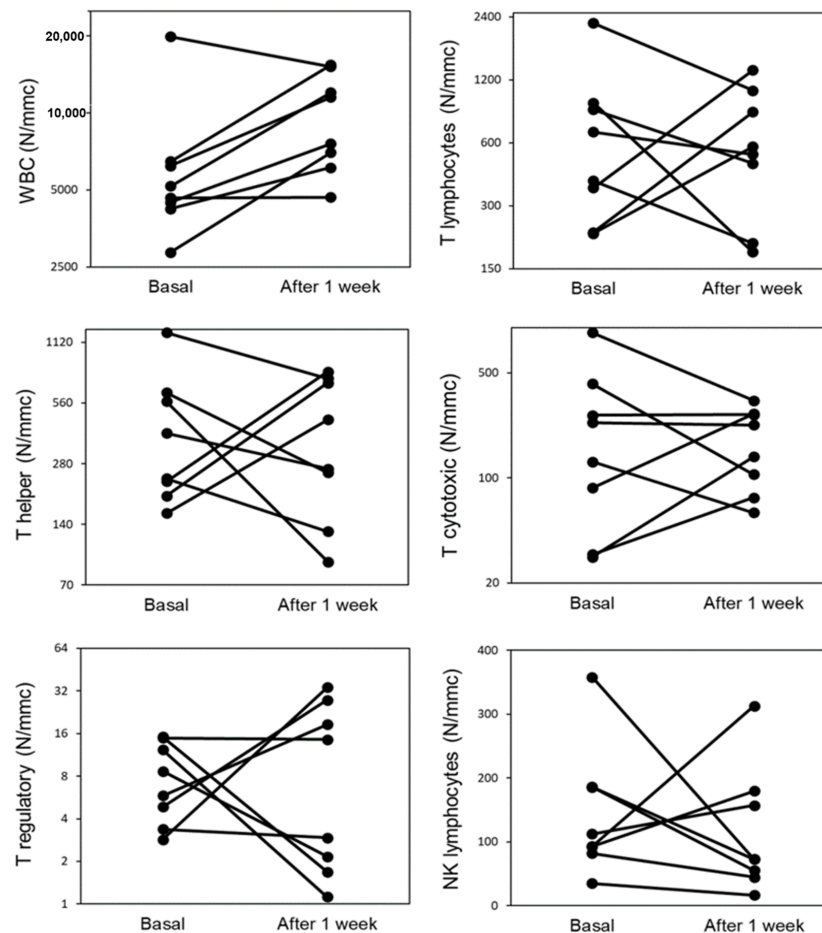 WBC (N/mmc)
20,000
10,000
5000
2500
Basal
After 1 week
T lymphocytes (N/mmc)
2400
1200
600
300
150
Basal
After 1 week
T helper (N/mmc)
1120
560
280
140
70
Basal
After 1 week
T cytotoxic (N/mmc)
500
100
20
Basal
After 1 week
T regulatory (N/mmc)
64
32
16
8
4
2
1
Basal
After 1 week
NK lymphocytes (N/mmc)
400
300
200
100
0
Basal
After 1 week